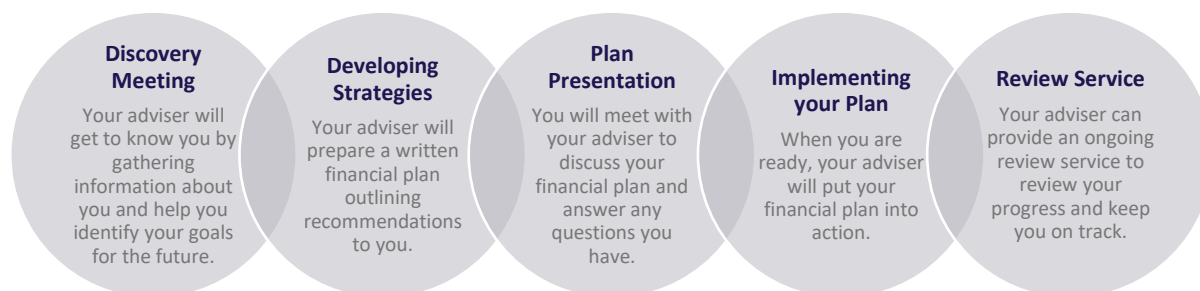 Discovery
Meeting
Your adviser will
get to know you by
gathering
information about
you and help you
identify your goals
for the future.
Developing
Strategies
Your adviser will
prepare a written
financial plan
outlining
recommendations
to you.
Plan
Presentation
You will meet with
your adviser to
discuss your
financial plan and
answer any
questions you
have.
Implementing
your Plan
When you are
ready, your adviser
will put your
financial plan into
action.
Review Service
Your adviser can
provide an ongoing
review service to
review your
progress and keep
you on track.